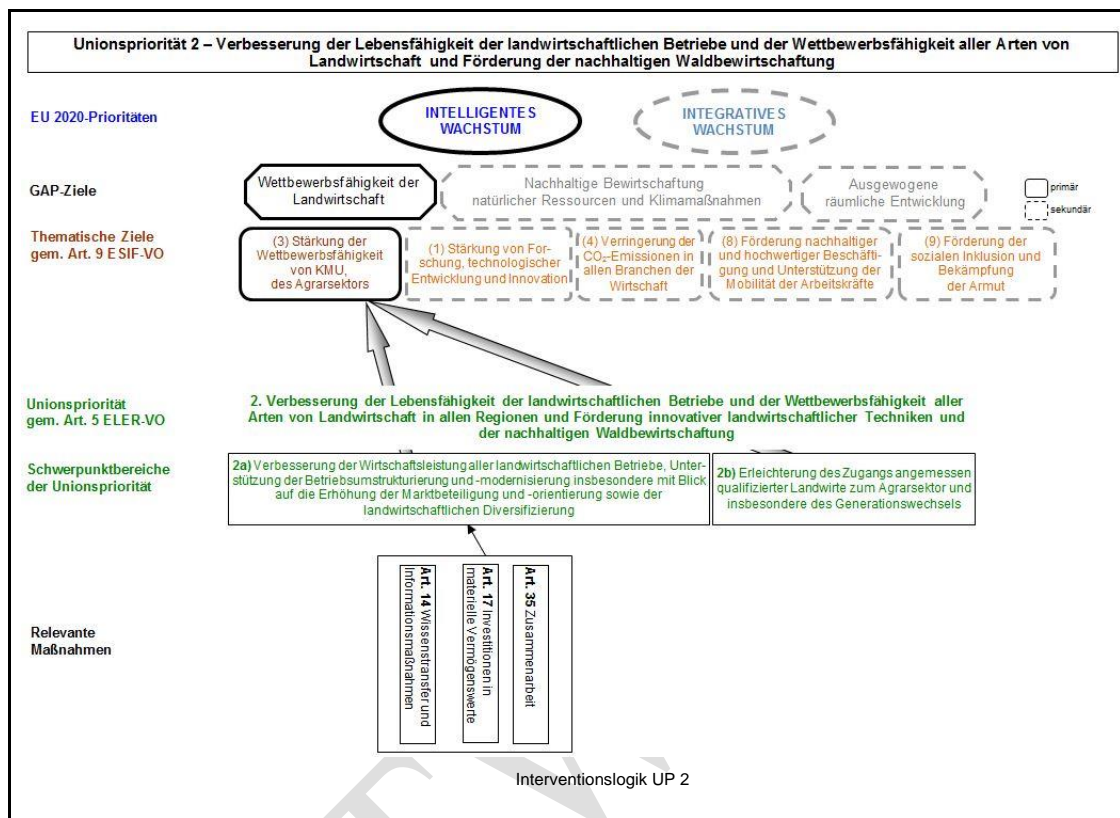 Unionspriorität 2 – Verbesserung der Lebensfähigkeit der landwirtschaftlichen Betriebe und der Wettbewerbsfähigkeit aller Arten von
Landwirtschaft und Förderung der nachhaltigen Waldbewirtschaftung
EU 2020-Prioritäten
INTELLIGENTES
WACHSTUM
INTEGRATIVES
WACHSTUM
GAP-Ziele
Wettbewerbsfähigkeit der
Landwirtschaft
Nachhaltige Bewirtschaftung
natürlicher Ressourcen und Klimamaßnahmen
Ausgewogene
räumliche Entwicklung
primär
sekundär
Thematische Ziele
gem. Art. 9 ESIF-VO
(3) Stärkung der
Wettbewerbsfähigkeit
von KMU,
des Agrarsektors
(1) Stärkung von For-
schung, technologischer
Entwicklung und Innovation
(4) Verringerung der
CO₂-Emissionen in
allen Branchen der
Wirtschaft
(8) Förderung nachhaltiger
und hochwertiger Beschäfti-
gung und Unterstützung der
Mobilität der Arbeitskräfte
(9) Förderung der
sozialen Inklusion und
Bekämpfung
der Armut
Unionspriorität
gem. Art. 5 ELER-VO
2. Verbesserung der Lebensfähigkeit der landwirtschaftlichen Betriebe und der Wettbewerbsfähigkeit aller
Arten von Landwirtschaft in allen Regionen und Förderung innovativer landwirtschaftlicher Techniken und
der nachhaltigen Waldbewirtschaftung
Schwerpunktbereiche
der Unionspriorität
2a) Verbesserung der Wirtschaftsleistung aller landwirtschaftlichen Betriebe, Unter-
stützung der Betriebsumstrukturierung und -modernisierung insbesondere mit Blick
auf die Erhöhung der Marktbeteiligung und -orientierung sowie der
landwirtschaftlichen Diversifizierung
2b) Erleichterung des Zugangs angemessen
qualifizierter Landwirte zum Agrarsektor und
insbesondere des Generationswechsels
Relevante
Maßnahmen
Art. 14 Wissenstransfer und
Informationsmaßnahmen
Art. 17 Investitionen in
materielle Vermögenswerte
Art. 35 Zusammenarbeit
Interventionslogik UP 2